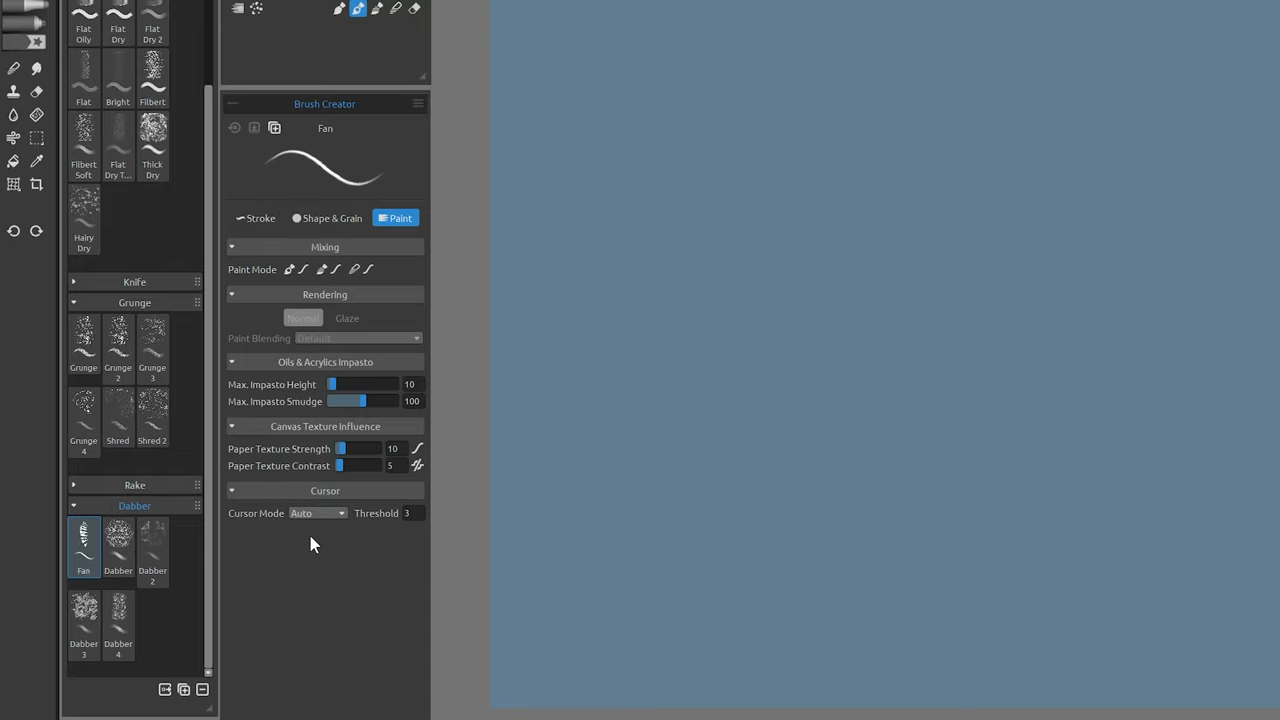 Flat Oily
Flat Dry
Flat Dry 2
Flat
Bright
Filbert
Filbert Soft
Flat Dry T...
Thick Dry
Hairy Dry
Knife
Grunge
Grunge
Grunge 2
Grunge 3
Grunge 4
Shred
Shred 2
Rake
Dabber
Fan
Dabber
Dabber 2
Dabber 3
Dabber 4
Brush Creator
Fan
Stroke
Shape & Grain
Paint
Mixing
Paint Mode
Rendering
Normal
Glaze
Paint Blending Default
Oils & Acrylics Impasto
Max. Impasto Height 10
Max. Impasto Smudge 100
Canvas Texture Influence
Paper Texture Strength 10
Paper Texture Contrast 5
Cursor
Cursor Mode Auto Threshold 3